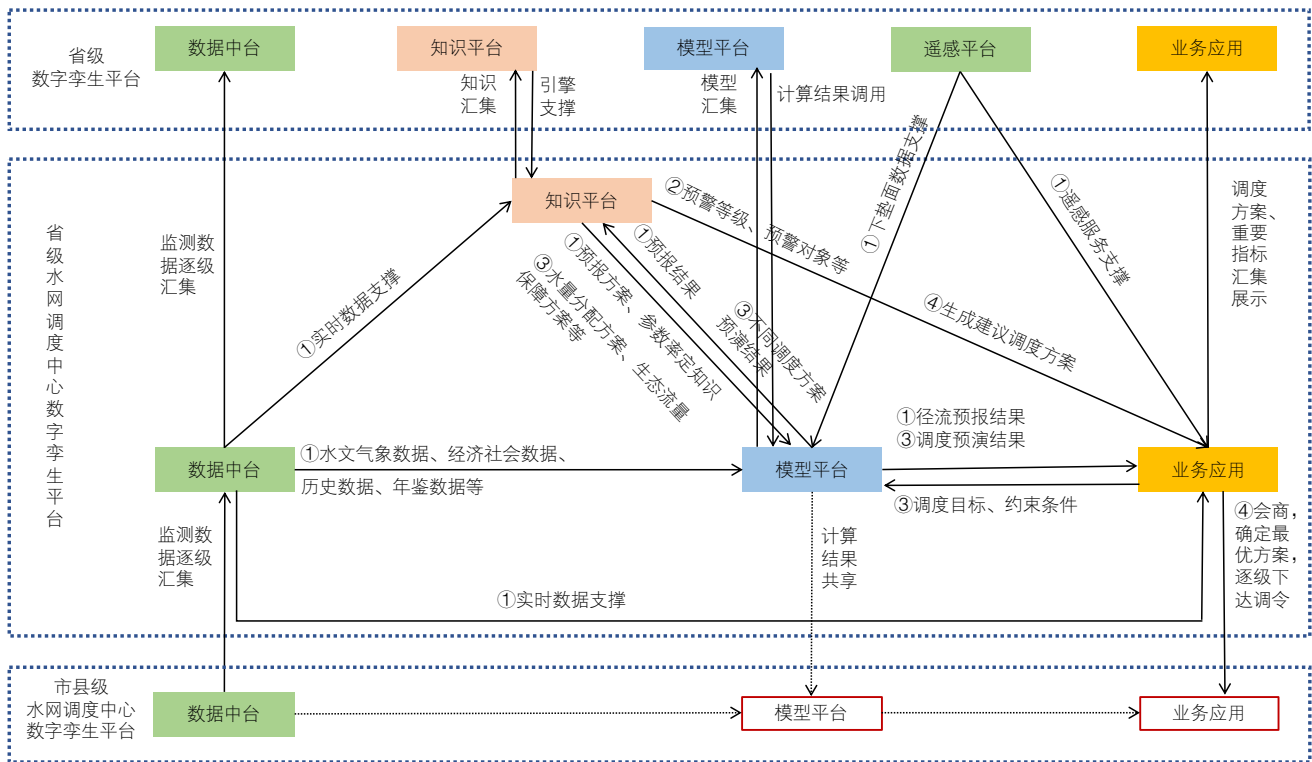 省级
数字孪生平台
数据中台
知识平台
模型平台
遥感平台
业务应用
知识
汇集
引擎
支撑
模型
汇集
计算结果调用
省级水网调度中心数字孪生平台
监测数
据逐级
汇集
知识平台
①实时数据支撑
①预报方案、参数率定知识
③水量分配方案、生态流量
保障方案等
①预报结果
③不同调度方案
预演结果
②预警等级、预警对象等
④生成建议调度方案
①下垫面数据支撑
①遥感服务支撑
调度
方案、
重要
指标
汇集
展示
数据中台
①水文气象数据、经济社会数据、
历史数据、年鉴数据等
模型平台
①径流预报结果
③调度预演结果
③调度目标、约束条件
业务应用
监测数
据逐级
汇集
①实时数据支撑
计算
结果
共享
④会商，
确定最
优方案，
逐级下
达调令
市县级
水网调度中心
数字孪生平台
数据中台
模型平台
业务应用